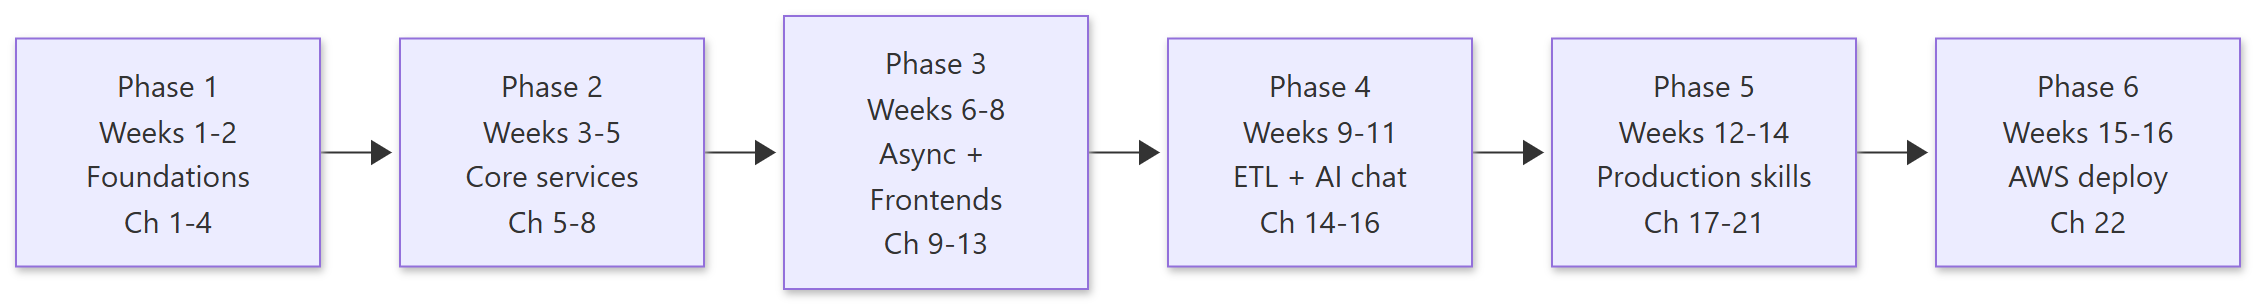 Phase 1
Weeks 1-2
Foundations
Ch 1-4
Phase 2
Weeks 3-5
Core services
Ch 5-8
Phase 3
Weeks 6-8
Async +
Frontends
Ch 9-13
Phase 4
Weeks 9-11
ETL + AI chat
Ch 14-16
Phase 5
Weeks 12-14
Production skills
Ch 17-21
Phase 6
Weeks 15-16
AWS deploy
Ch 22